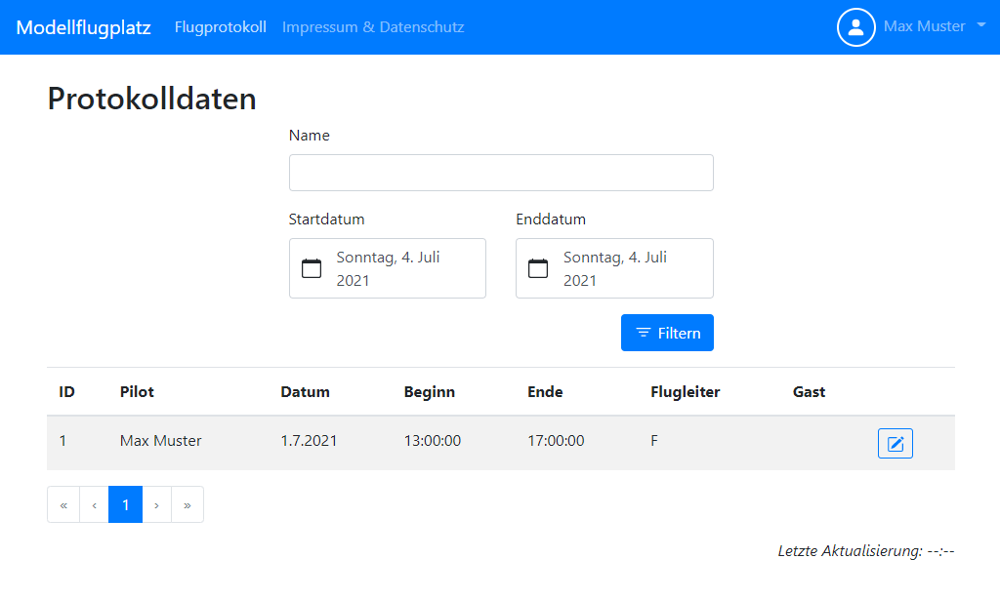 Modellflugplatz Flugprotokoll Impressum & Datenschutz Max Muster
Protokolldaten
Name
Startdatum Enddatum
Sonntag, 4. Juli Sonntag, 4. Juli
2021 2021
Filtern
ID Pilot Datum Beginn Ende Flugleiter Gast
1 Max Muster 1.7.2021 13:00:00 17:00:00 F
« ‹ 1 › »
Letzte Aktualisierung: --:--